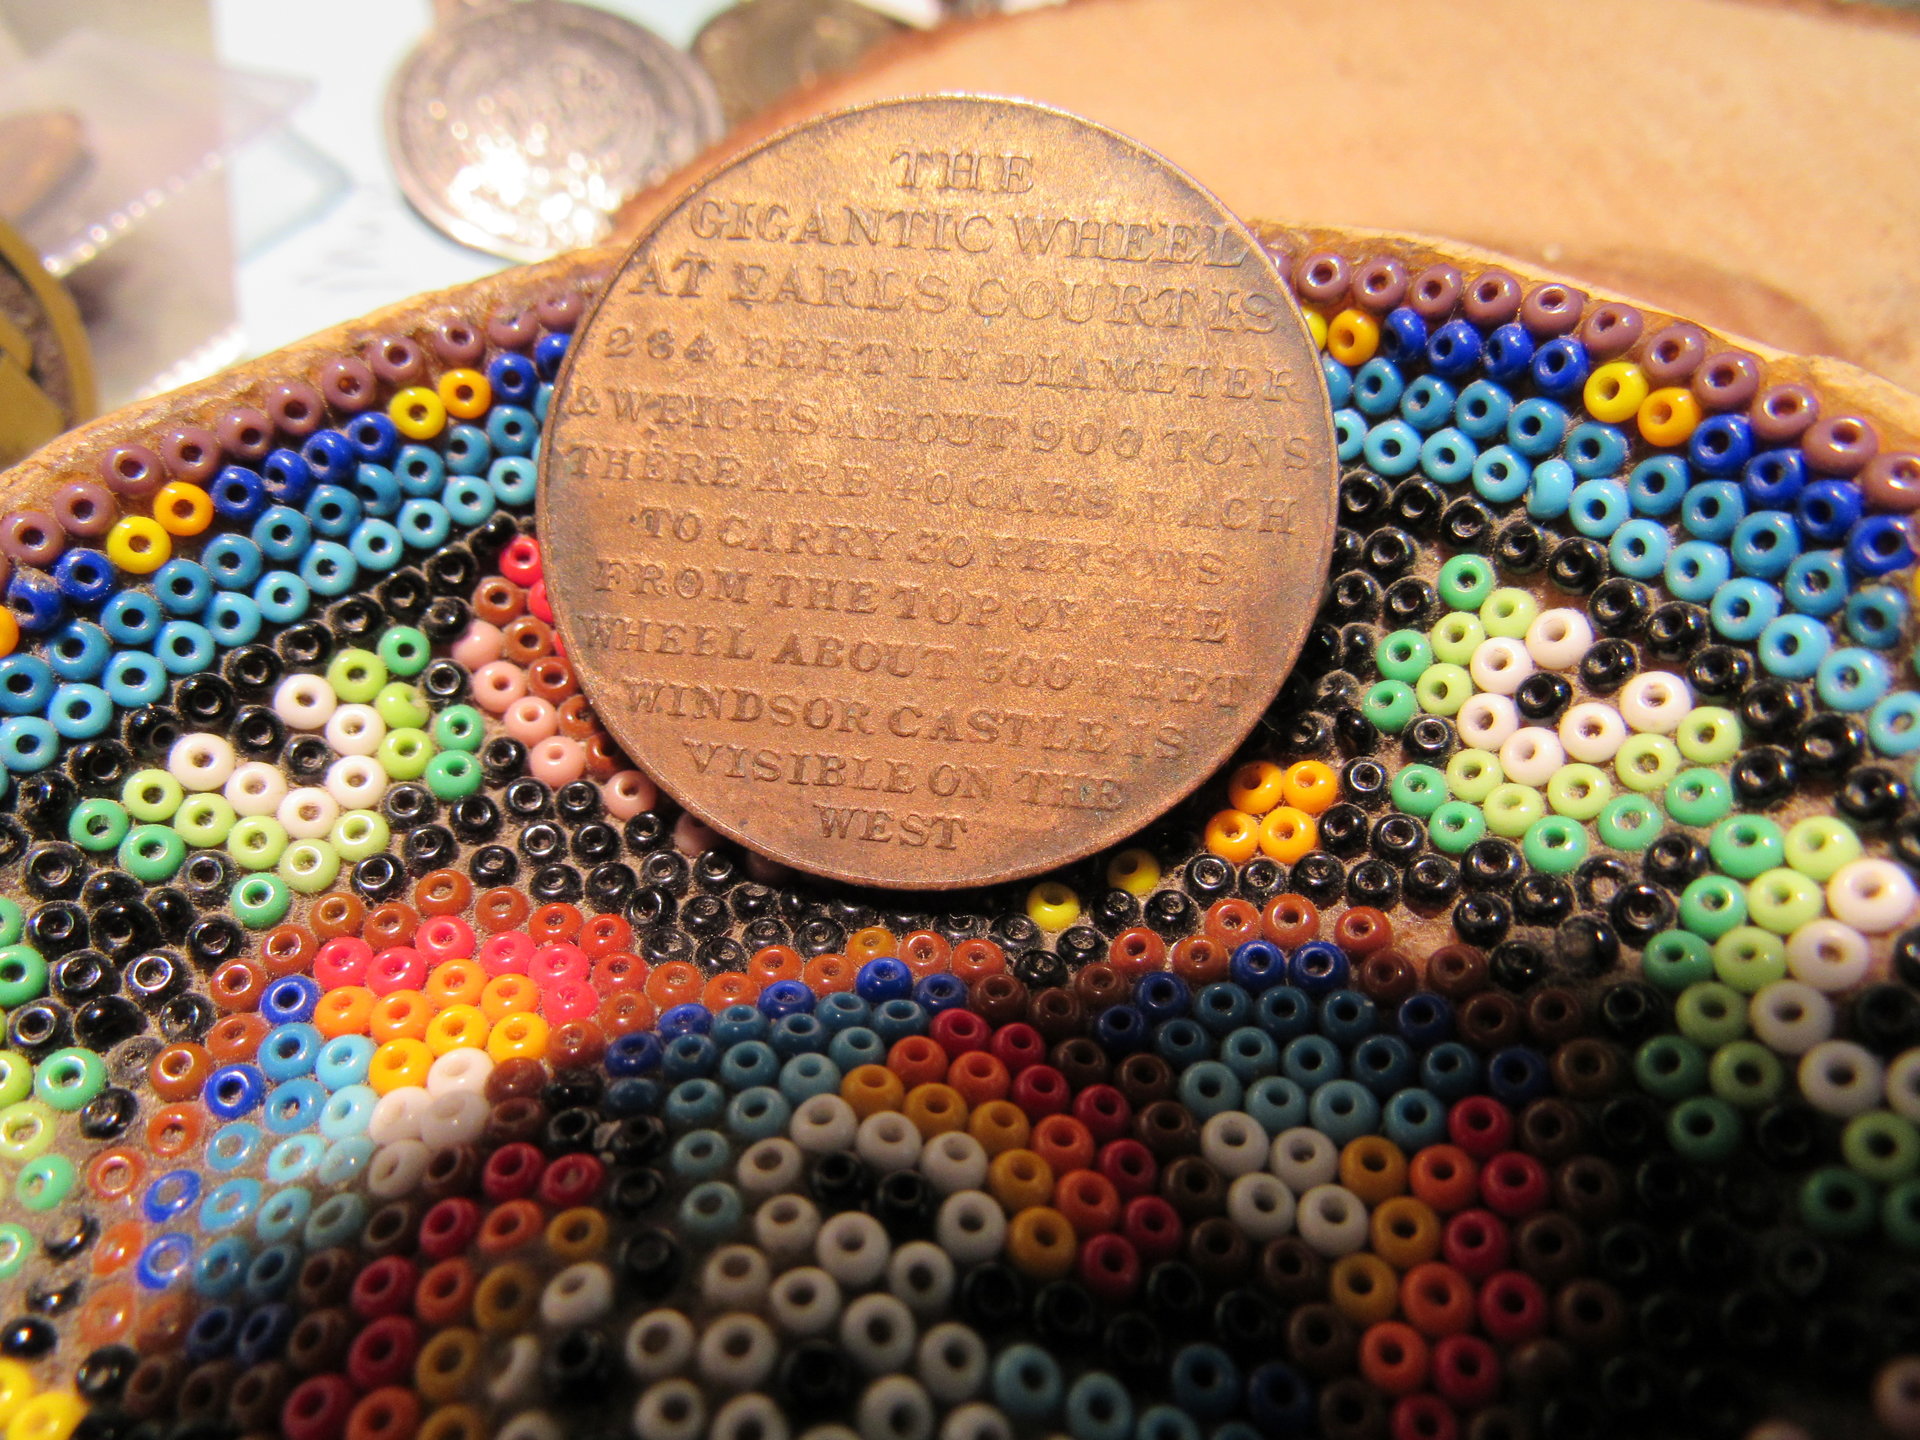 THE
GIGANTIC WHEEL
AT EARLS COURT IS
264 FEET IN DIAMETER
& WEIGHS ABOUT 900 TONS
THERE ARE 40 CARS EACH
TO CARRY 30 PERSONS
FROM THE TOP OF THE
WHEEL ABOUT 300 FEET
WINDSOR CASTLE IS
VISIBLE ON THE
WEST